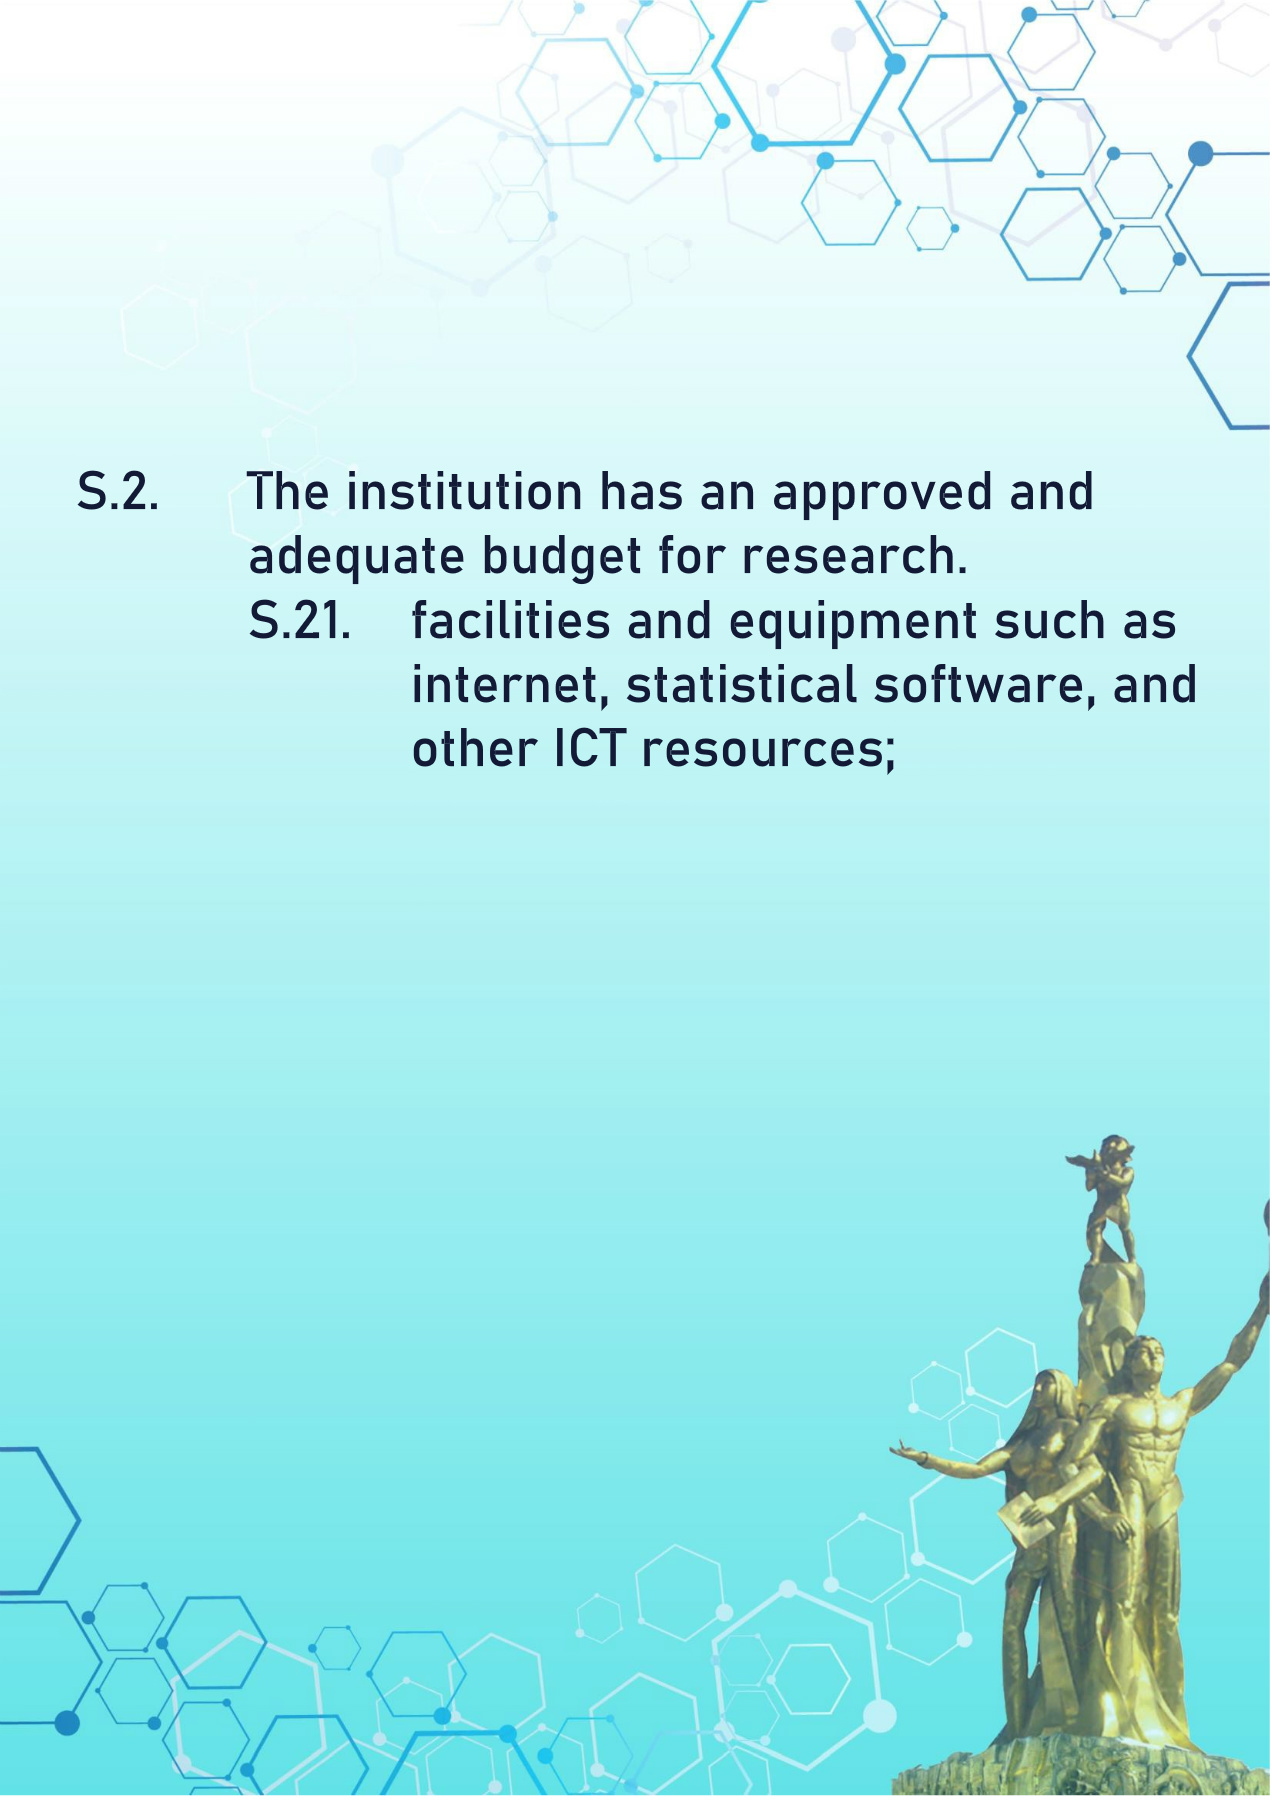 S.2. The institution has an approved and
adequate budget for research.
S.21. facilities and equipment such as
internet, statistical software, and
other ICT resources;